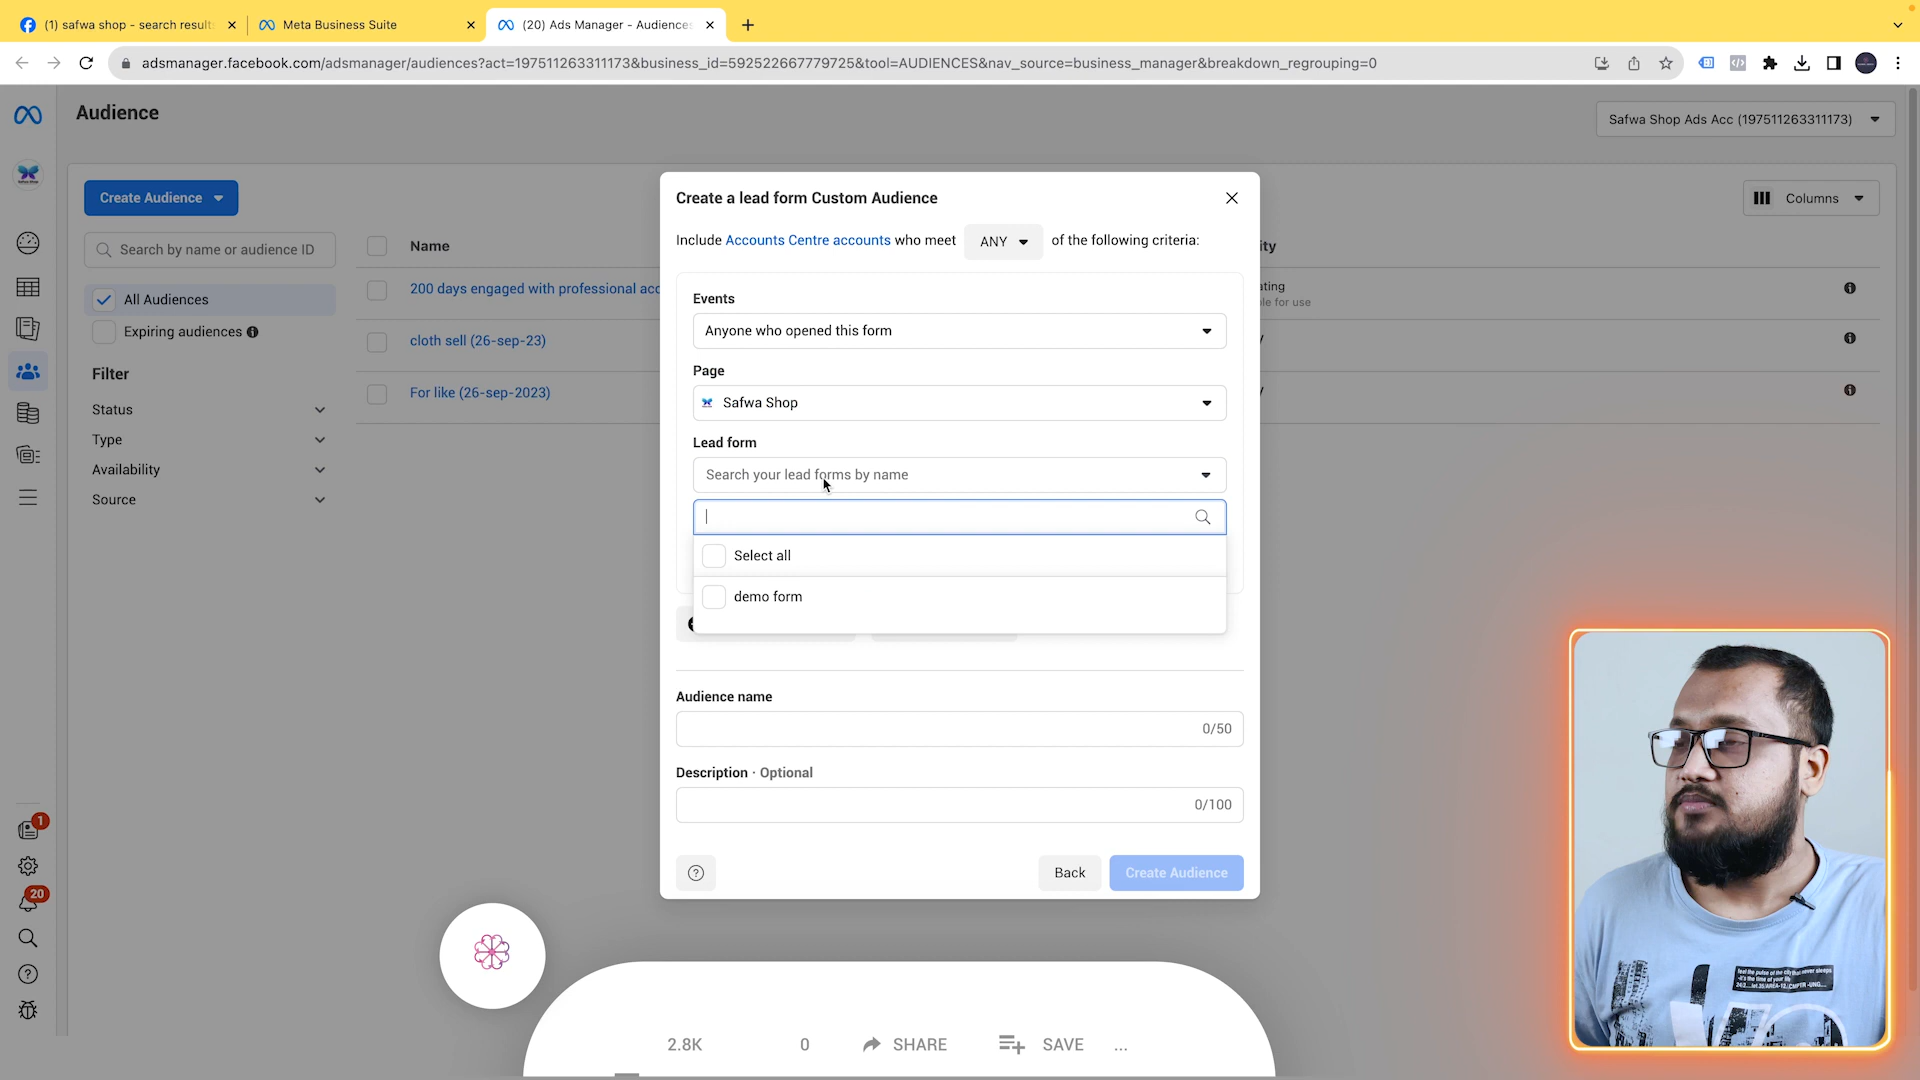 (1) safwa shop - search result
Meta Business Suite
(20) Ads Manager - Audiences
adsmanager.facebook.com/adsmanager/audiences?act=197511263311173&business_id=592522667779725&tool=AUDIENCES&nav_source=business_manager&breakdown_regrouping=0
Audience
Safwa Shop Ads Acc (197511263311173)
Create Audience
Columns
Search by name or audience ID
Name
ity
All Audiences
Expiring audiences
200 days engaged with professional acc
ating
le for use
cloth sell (26-sep-23)
y
For like (26-sep-2023)
y
Filter
Status
Type
Availability
Source
1
20
Create a lead form Custom Audience
Include Accounts Centre accounts who meet ANY of the following criteria:
Events
Anyone who opened this form
Page
Safwa Shop
Lead form
Search your lead forms by name
Select all
demo form
Audience name
0/50
Description · Optional
0/100
Back
Create Audience
2.8K
0
SHARE
SAVE
...